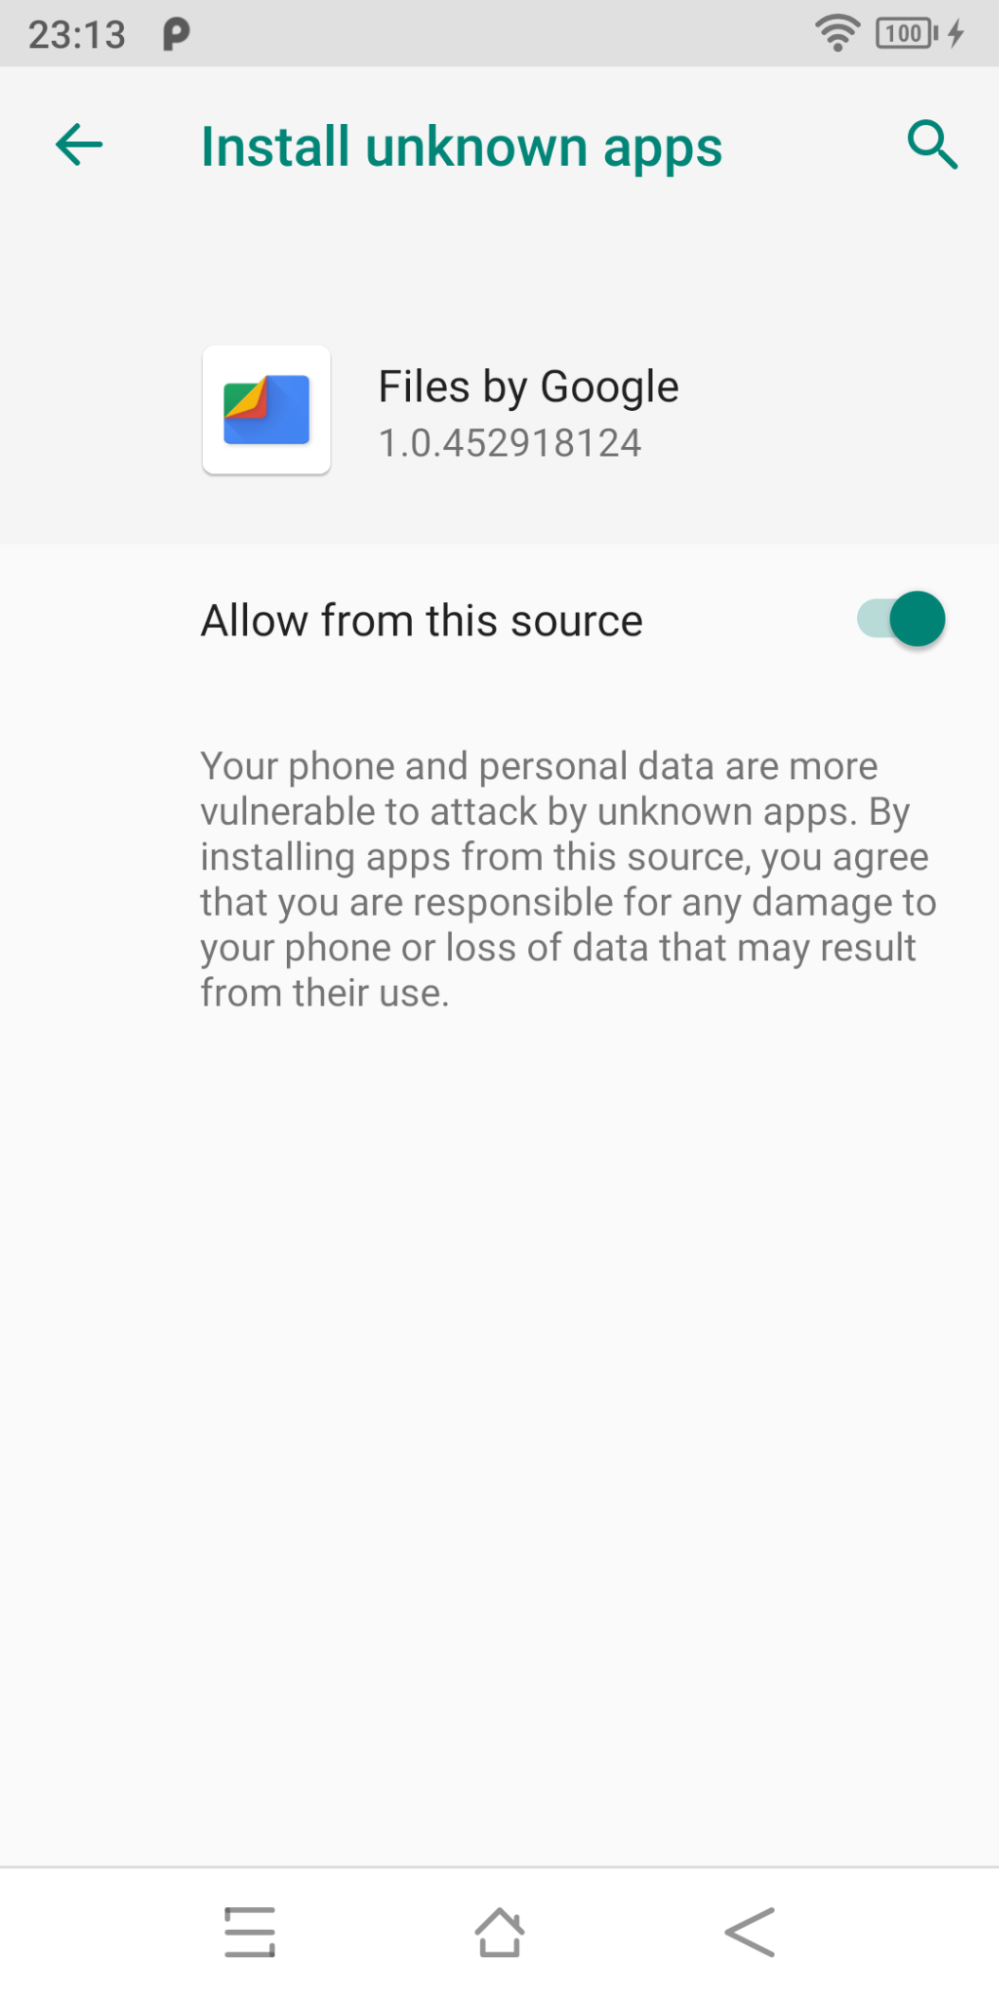 23:13
100
Install unknown apps
Files by Google
1.0.452918124
Allow from this source
Your phone and personal data are more
vulnerable to attack by unknown apps. By
installing apps from this source, you agree
that you are responsible for any damage to
your phone or loss of data that may result
from their use.